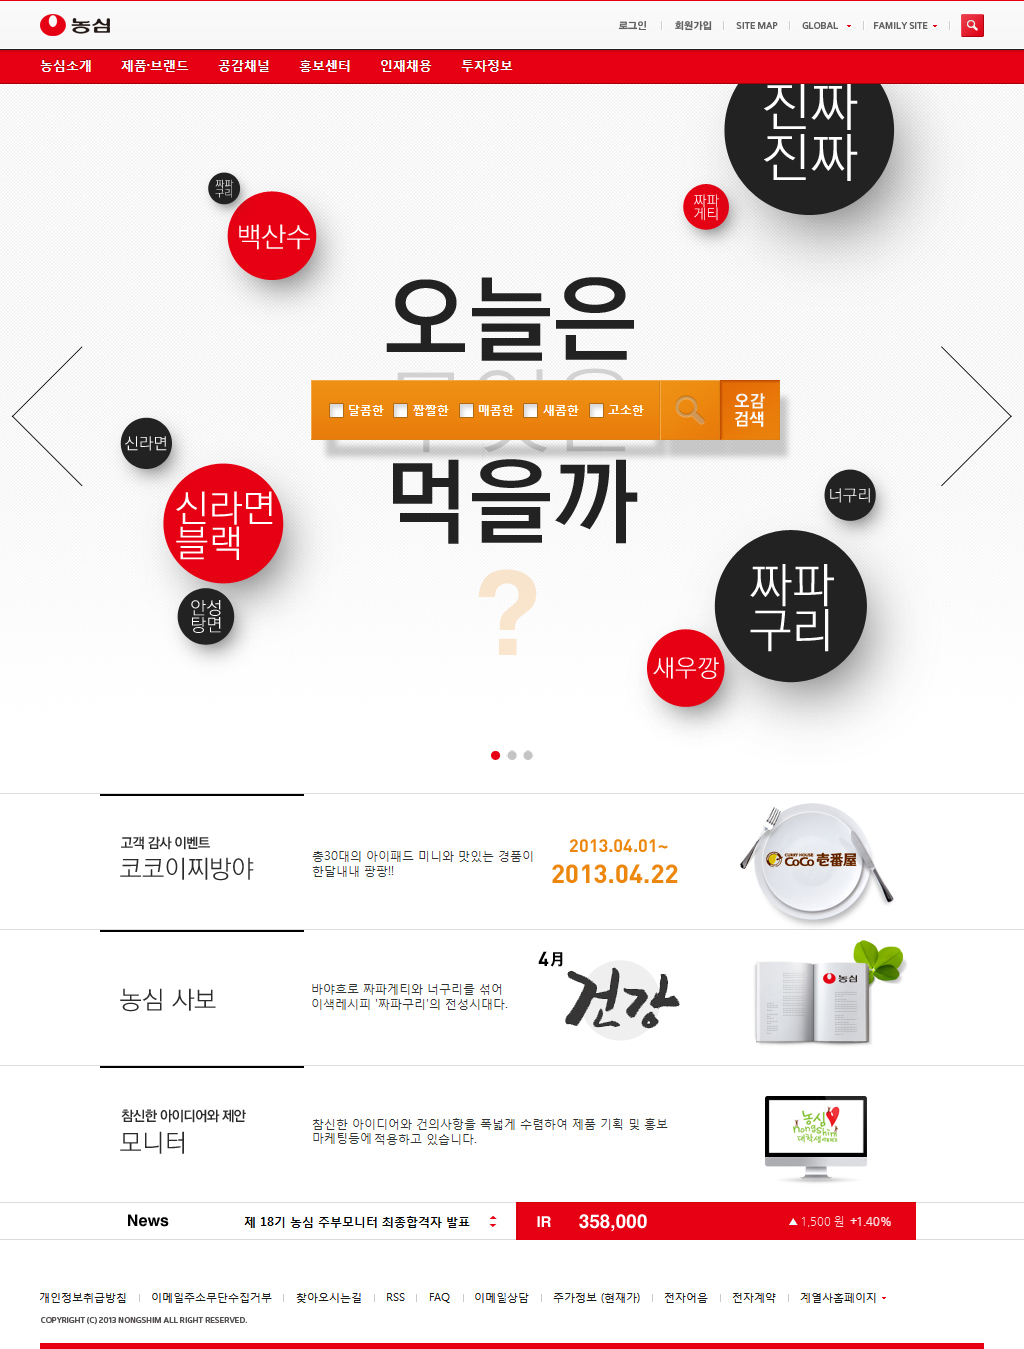 농심
로그인 회원가입 SITE MAP GLOBAL FAMILY SITE
농심소개 제품·브랜드 공감채널 홍보센터 인재채용 투자정보
진짜
진짜
짜파
구리
백산수
짜파
게티
오늘은
달콤한 짭짤한 매콤한 새콤한 고소한
오감
검색
먹을까
?
신라면
신라면
블랙
안성
탕면
너구리
짜파
구리
새우깡
고객 감사 이벤트
코코이찌방야
총30대의 아이패드 미니와 맛있는 경품이
한달내내 팡팡!!
2013.04.01~
2013.04.22
CURRY HOUSE
CoCo 壱番屋
농심 사보
바야흐로 짜파게티와 너구리를 섞어
이색레시피 '짜파구리'의 전성시대다.
4月
건강
농심
참신한 아이디어와 제안
모니터
참신한 아이디어와 건의사항을 폭넓게 수렴하여 제품 기획 및 홍보
마케팅등에 적용하고 있습니다.
농심
Nongshim
News 제 18기 농심 주부모니터 최종합격자 발표
IR 358,000 ▲ 1,500 원 +1.40%
개인정보취급방침 이메일주소무단수집거부 찾아오시는길 RSS FAQ 이메일상담 주가정보 (현재가) 전자어음 전자계약 계열사홈페이지
COPYRIGHT (C) 2013 NONGSHIM ALL RIGHT RESERVED.